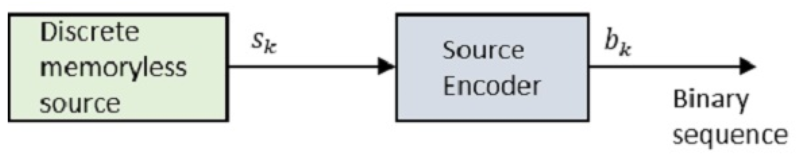 Discrete
memoryless
source
s_k
Source
Encoder
b_k
Binary
sequence